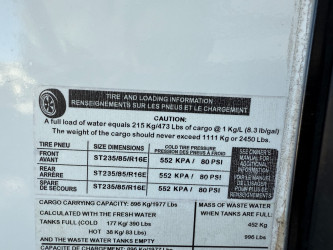 TIRE AND LOADING INFORMATION
RENSEIGNEMENTS SUR LES PNEUS ET LE CHARGEMENT
CAUTION:
A full load of water equals 215 Kg/473 Lbs of cargo @ 1 Kg/L (8.3 lb/gal)
The weight of the cargo should never exceed 1111 Kg or 2450 Lbs.
TIRE PNEU SIZE DIMENSIONS COLD TIRE PRESSURE
PRESSION DES PNEUS A FROID
SEE OWNER'S MANUAL FOR ADDITIONAL INFORMATION
FRONT AVANT ST235/85/R16E 552 KPA / 80 PSI
REAR ARRIÈRE ST235/85/R16E 552 KPA / 80 PSI
SPARE DE SECOURS ST235/85/R16E 552 KPA / 80 PSI
CARGO CARRYING CAPACITY: 896 Kg/1977 Lbs
MASS OF WASTE WATER
CALCULATED WITH THE FRESH WATER
WHEN TANKS ARE FULL
TANKS FULL (COLD 177 Kg/ 390 Lbs
452 Kg
HOT 38 Kg/ 83 Lbs)
996 Lbs
AND THE WASTE WATER TANKS EMPTY